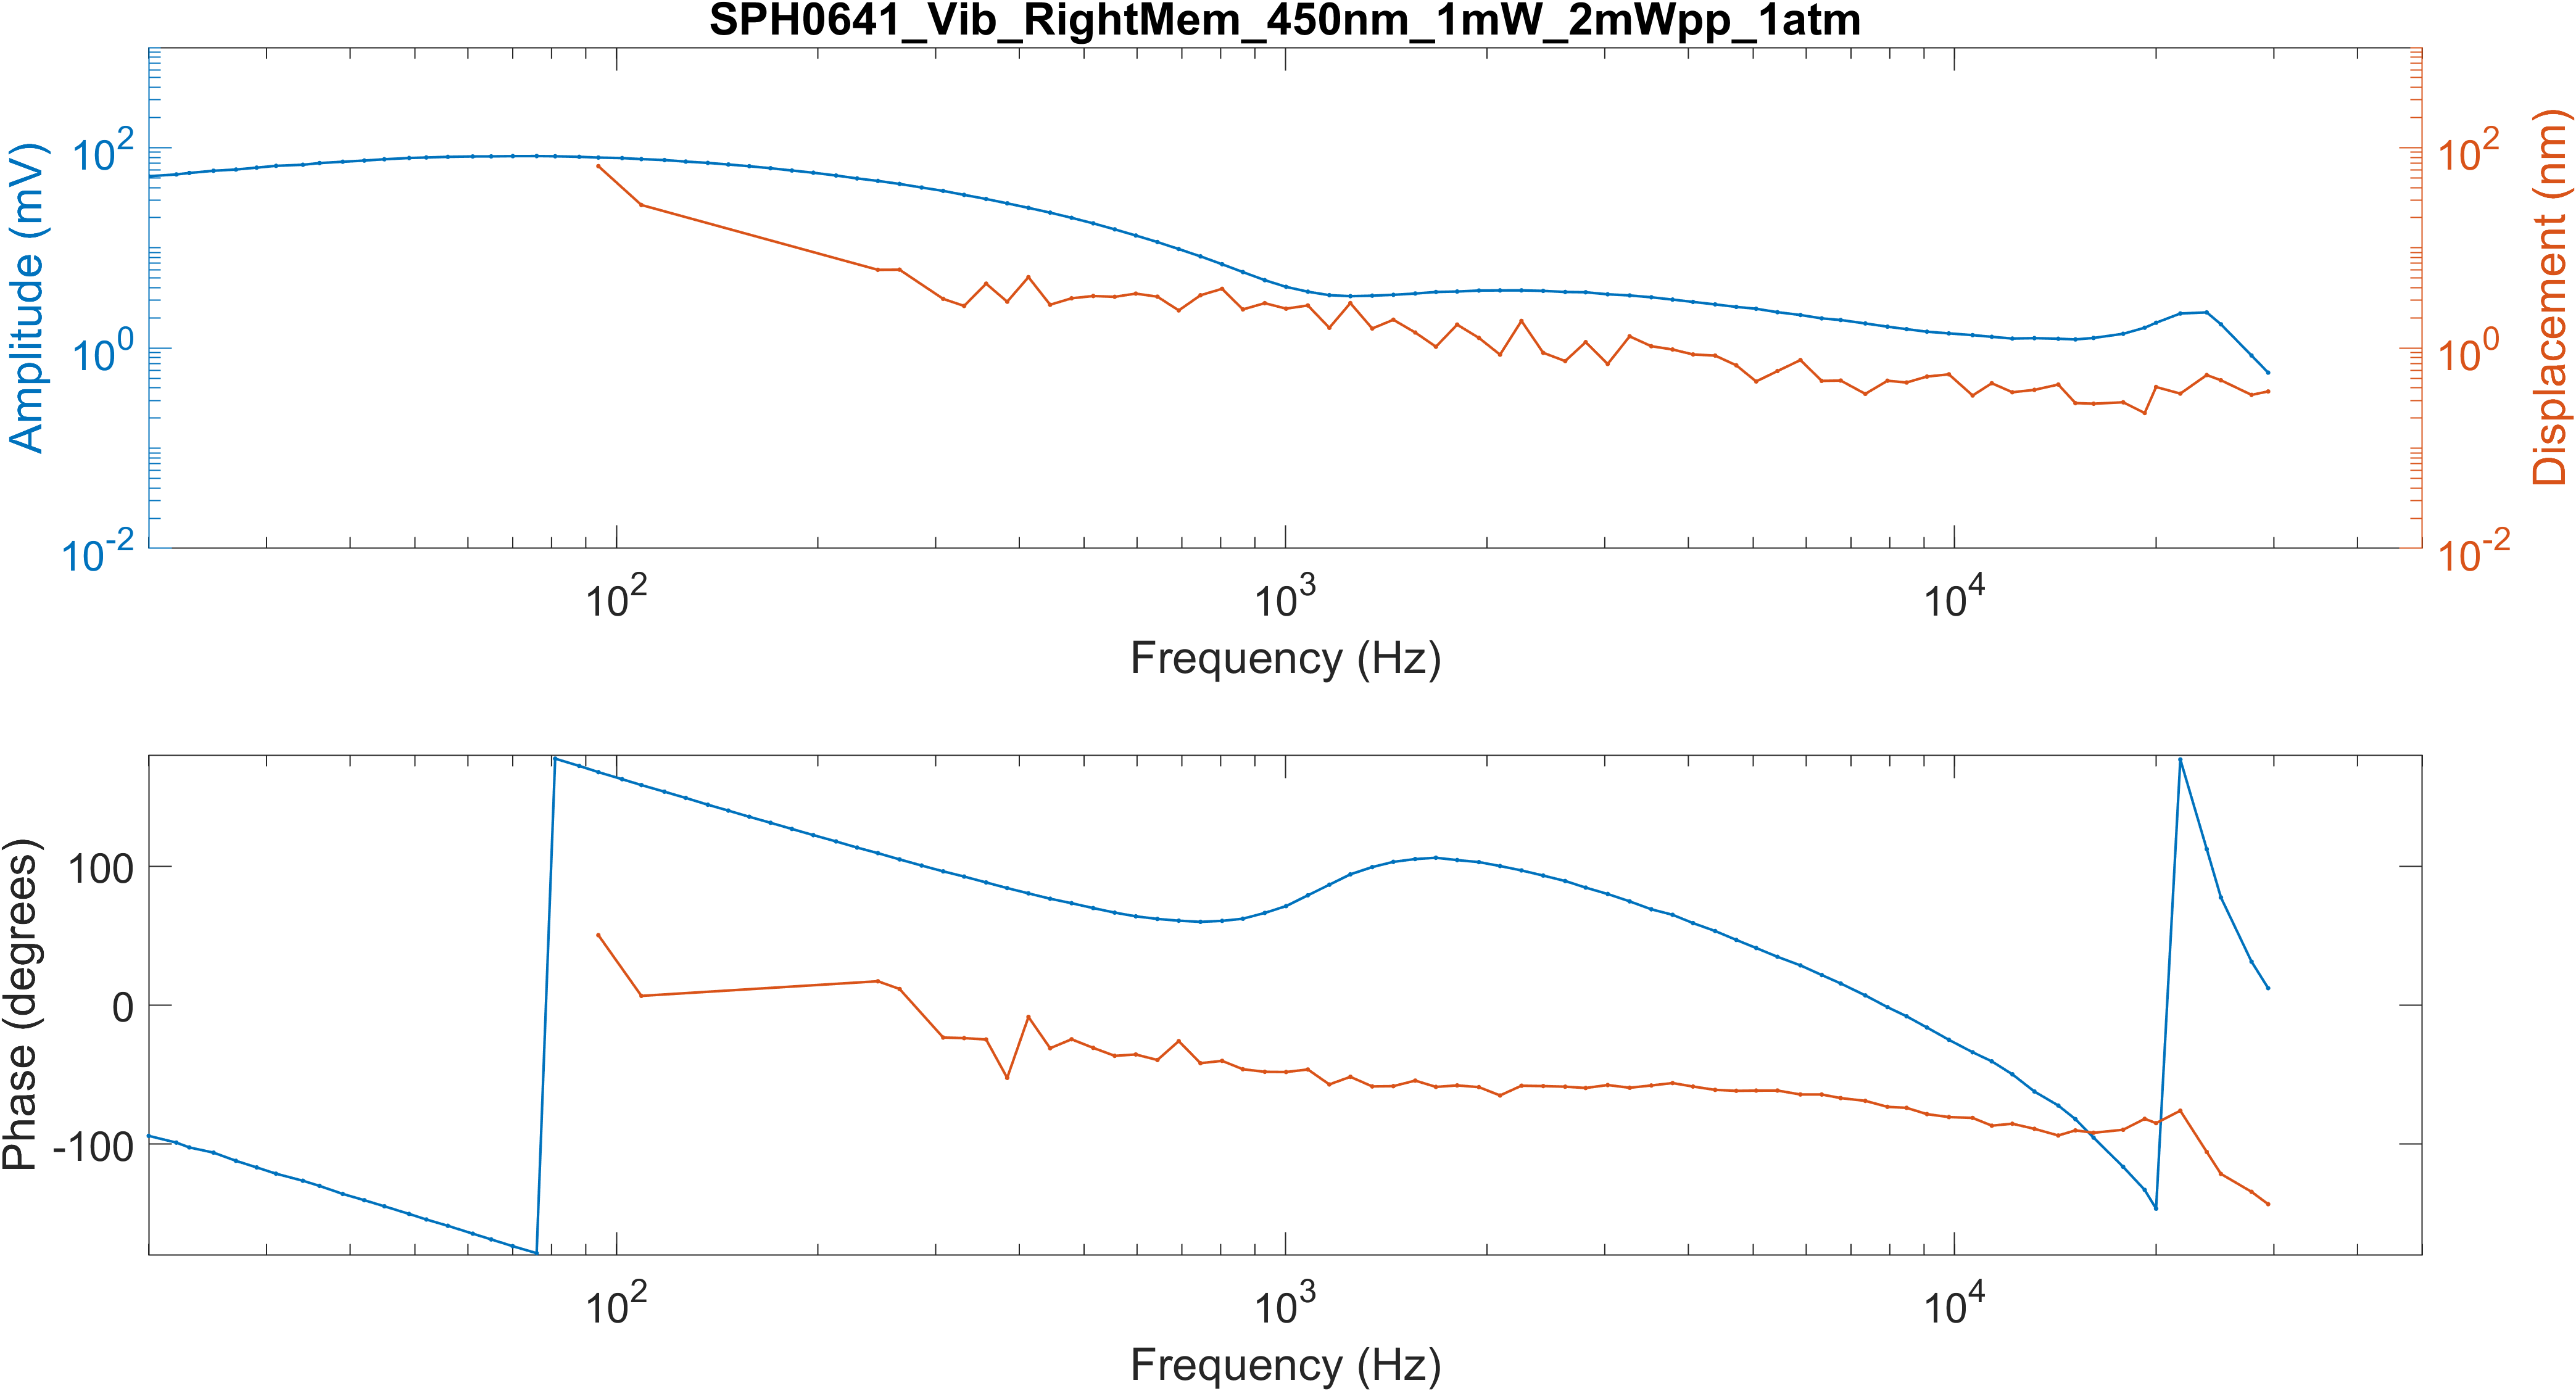 SPH0641_Vib_RightMem_450nm_1mW_2mWpp_1atm
Amplitude (mV)
10^2
10^0
10^-2
Displacement (nm)
10^2
10^0
10^-2
10^2 10^3 10^4
Frequency (Hz)
Phase (degrees)
100
0
-100
10^2 10^3 10^4
Frequency (Hz)